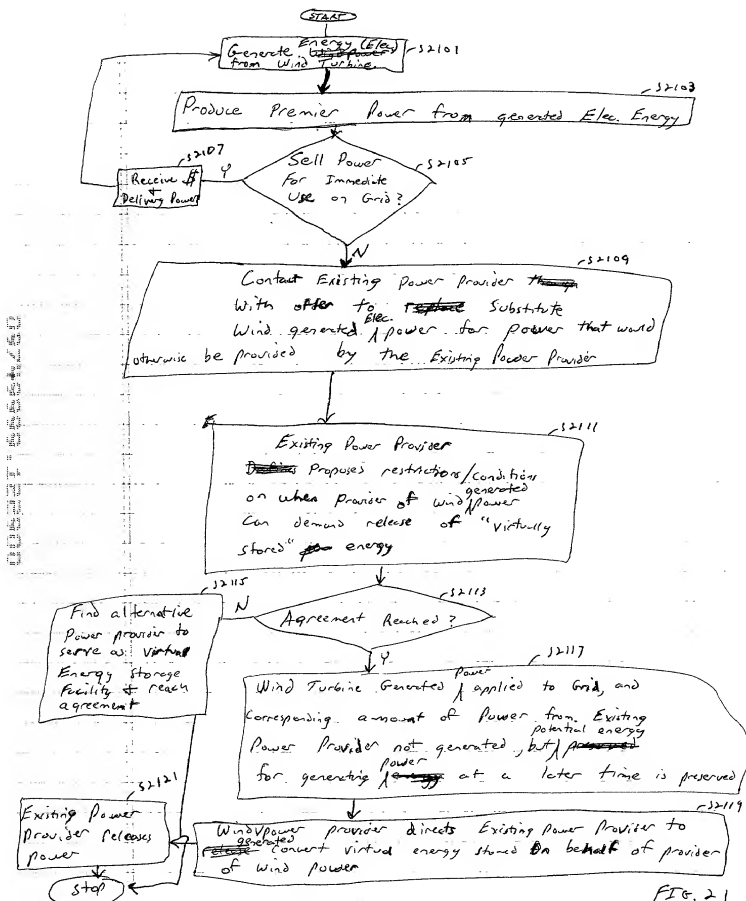 START
Generate Energy (Elec)
from Wind Turbine.
S2101
S2103
Produce Premier Power from generated Elec. Energy
S2107
Receive $
+
Delivery Power
Y
Sell Power
For Immediate
Use on Grid?
S2105
N
S2109
Contact Existing power provider
With offer to Substitute
Wind generated Elec. power for power that would
otherwise be provided by the Existing Power Provider
S2111
Existing Power Provider
Proposes restrictions/conditions
on when provider of wind generated power
Can demand release of "virtually
stored" energy
S2113
Agreement Reached?
N
Y
S2115
Find alternative
Power provider to
serve as virtual
Energy Storage
Facility & reach
agreement
S2117
Wind Turbine Generated Power applied to Grid, and
Corresponding amount of Power from Existing
Power Provider not generated, but potential energy
for generating power at a later time is preserved
S2119
Wind generated power provider directs Existing Power Provider to
convert virtual energy stored on behalf of provider
of wind power
S2121
Existing Power
Provider releases
power
Stop
FIG. 21